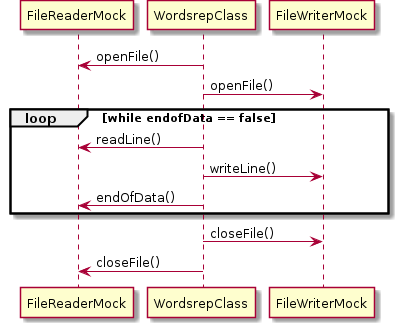 FileReaderMock WordsrepClass FileWriterMock
openFile()
openFile()
loop [while endofData == false]
readLine()
writeLine()
endOfData()
closeFile()
closeFile()
FileReaderMock WordsrepClass FileWriterMock